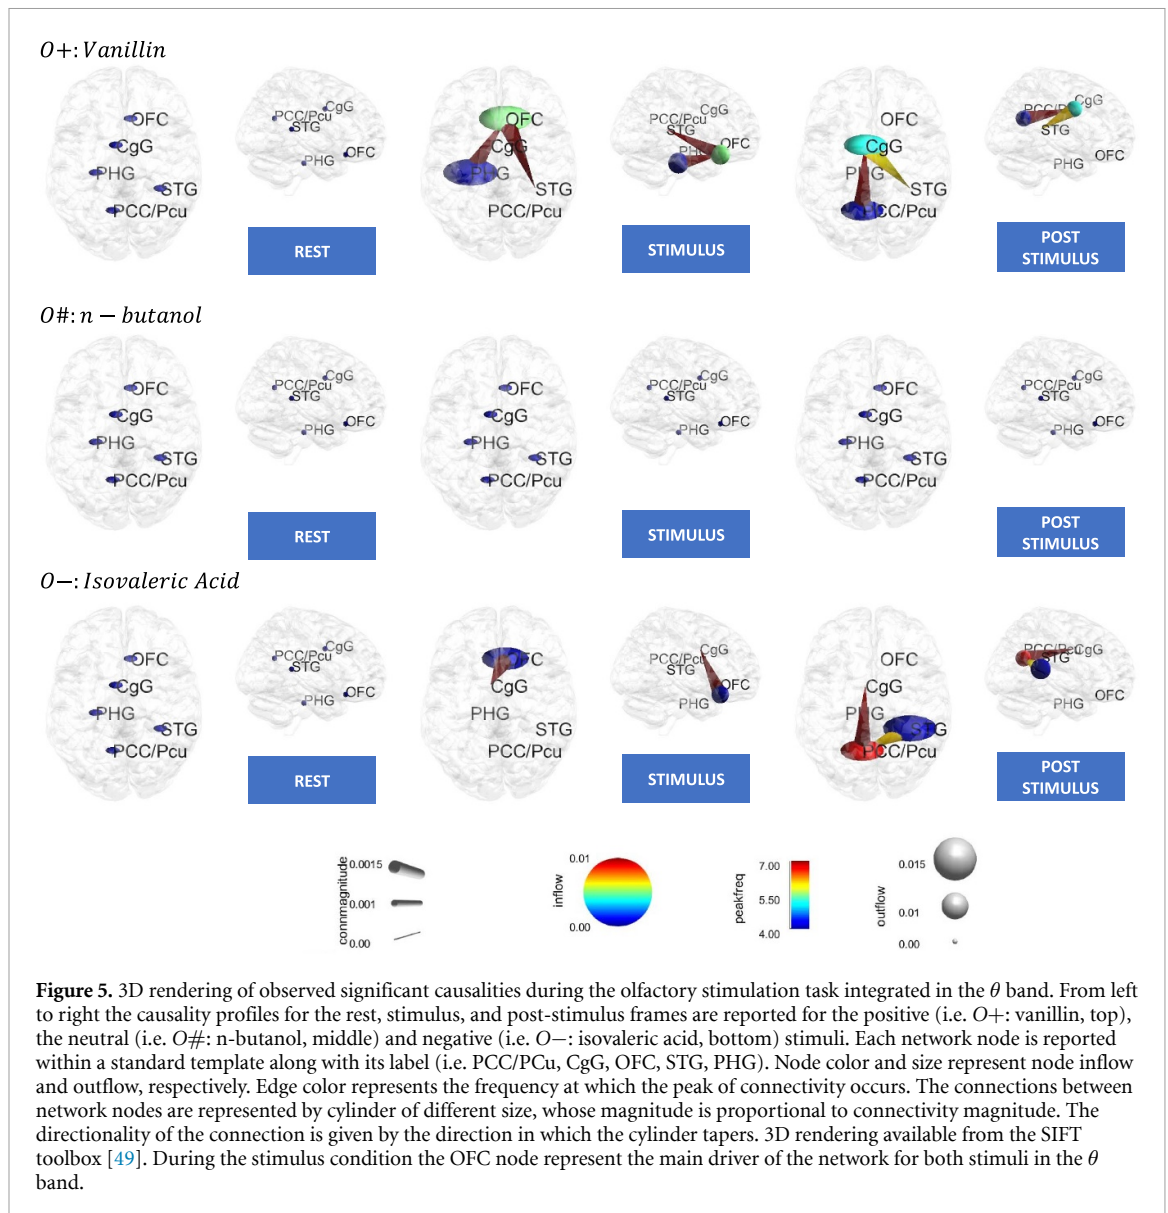 O+: Vanillin
OFC
CgG
PHG
STG
PCC/Pcu
CgG
PCC/Pcu
STG
PHG
OFC
REST
OFC
CgG
PHG
STG
PCC/Pcu
CgG
PCC/Pcu
STG
OFC
STIMULUS
OFC
CgG
STG
PCC/Pcu
CgG
STG
OFC
PHG
POST
STIMULUS
O#: n − butanol
OFC
CgG
PHG
STG
PCC/Pcu
CgG
PCC/Pcu
STG
OFC
PHG
REST
OFC
CgG
PHG
STG
PCC/Pcu
CgG
PCC/Pcu
STG
OFC
PHG
STIMULUS
OFC
CgG
PHG
STG
PCC/Pcu
CgG
PCC/Pcu
STG
OFC
PHG
POST
STIMULUS
O−: Isovaleric Acid
OFC
CgG
PHG
STG
PCC/Pcu
CgG
PCC/Pcu
STG
OFC
PHG
REST
CgG
PHG
STG
PCC/Pcu
CgG
PCC/Pcu
STG
OFC
PHG
STIMULUS
OFC
CgG
PHG
STG
PCC/Pcu
CgG
STG
OFC
PHG
POST
STIMULUS
connmagnitude
0.0015
0.001
0.00
inflow
0.01
0.00
peakfreq
7.00
5.50
4.00
outflow
0.015
0.01
0.00
Figure 5. 3D rendering of observed significant causalities during the olfactory stimulation task integrated in the θ band. From left
to right the causality profiles for the rest, stimulus, and post-stimulus frames are reported for the positive (i.e. O+: vanillin, top),
the neutral (i.e. O#: n-butanol, middle) and negative (i.e. O−: isovaleric acid, bottom) stimuli. Each network node is reported
within a standard template along with its label (i.e. PCC/PCu, CgG, OFC, STG, PHG). Node color and size represent node inflow
and outflow, respectively. Edge color represents the frequency at which the peak of connectivity occurs. The connections between
network nodes are represented by cylinder of different size, whose magnitude is proportional to connectivity magnitude. The
directionality of the connection is given by the direction in which the cylinder tapers. 3D rendering available from the SIFT
toolbox [49]. During the stimulus condition the OFC node represent the main driver of the network for both stimuli in the θ
band.